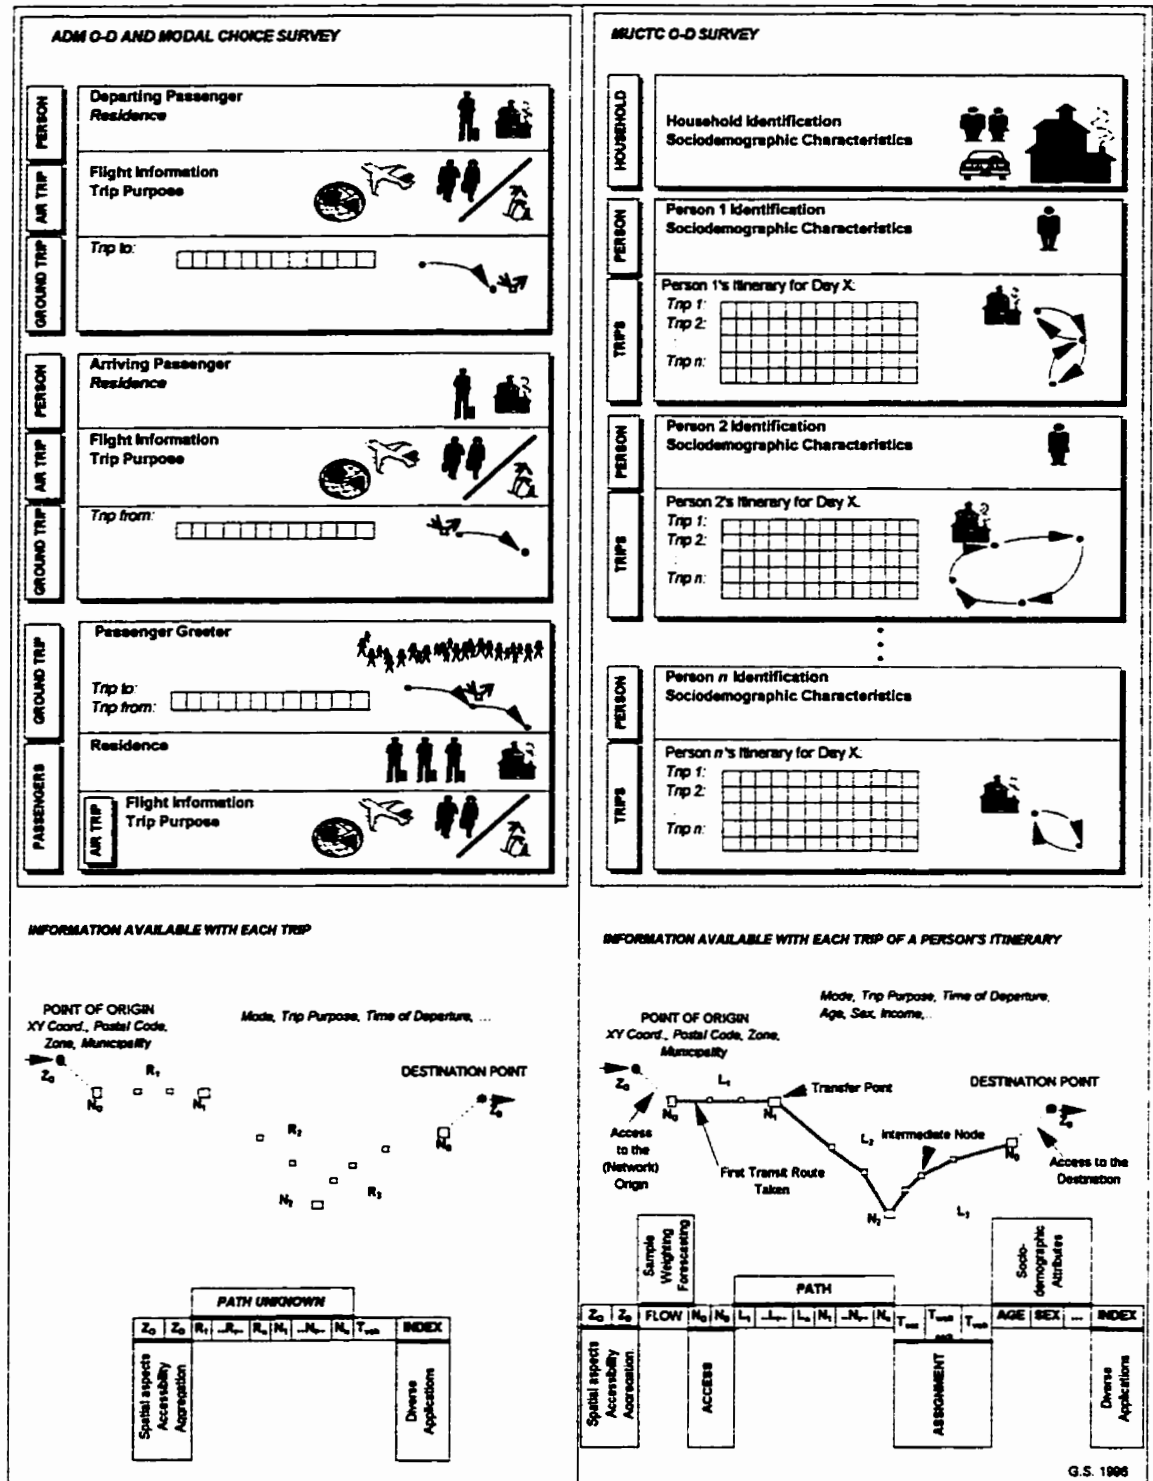 ADM O-D AND MODAL CHOICE SURVEY
PERSON
Departing Passenger
Residence
AIR TRIP
Flight Information
Trip Purpose
GROUND TRIP
Trip to:
PERSON
Arriving Passenger
Residence
AIR TRIP
Flight Information
Trip Purpose
GROUND TRIP
Trip from:
GROUND TRIP
Passenger Greeter
Trip to:
Trip from:
PASSENGERS
Residence
AIR TRIP
Flight Information
Trip Purpose
MUCTC O-D SURVEY
HOUSEHOLD
Household Identification
Sociodemographic Characteristics
PERSON
Person 1 Identification
Sociodemographic Characteristics
TRIPS
Person 1's Itinerary for Day X:
Trip 1:
Trip 2:
Trip n:
PERSON
Person 2 Identification
Sociodemographic Characteristics
TRIPS
Person 2's Itinerary for Day X:
Trip 1:
Trip 2:
Trip n:
PERSON
Person n Identification
Sociodemographic Characteristics
TRIPS
Person n's Itinerary for Day X:
Trip 1:
Trip 2:
Trip n:
INFORMATION AVAILABLE WITH EACH TRIP
POINT OF ORIGIN
XY Coord., Postal Code,
Zone, Municipality
Mode, Trip Purpose, Time of Departure, ...
DESTINATION POINT
R1
N1
R2
N2
R3
PATH UNKNOWN
INDEX
Spatial aspects
Accessibility
Aggregation
Diverse
Applications
INFORMATION AVAILABLE WITH EACH TRIP OF A PERSON'S ITINERARY
Mode, Trip Purpose, Time of Departure,
Age, Sex, Income,..
POINT OF ORIGIN
XY Coord., Postal Code, Zone,
Municipality
DESTINATION POINT
L1
Transfer Point
N1
Access
to the
(Network)
Origin
First Transit Route
Taken
L2
Intermediate Node
N2
L3
Access to the
Destination
Sample
Weighting
Forecasting
PATH
Socio-
demographic
Attributes
FLOW
AGE SEX ... INDEX
Spatial aspects
Accessibility
Aggregation
ACCESS
ASSIGNMENT
Diverse
Applications
G.S. 1996